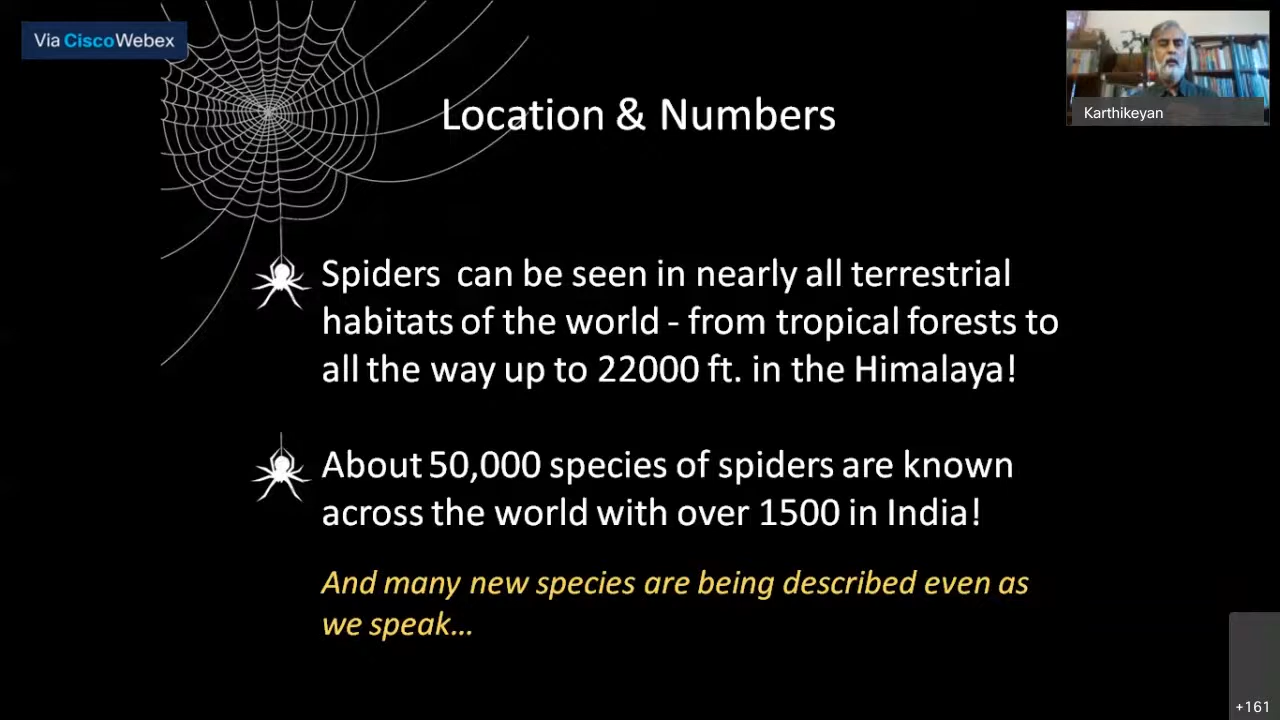 Via CiscoWebex
Karthikeyan
Location & Numbers
Spiders can be seen in nearly all terrestrial
habitats of the world - from tropical forests to
all the way up to 22000 ft. in the Himalaya!
About 50,000 species of spiders are known
across the world with over 1500 in India!
And many new species are being described even as
we speak...
+161